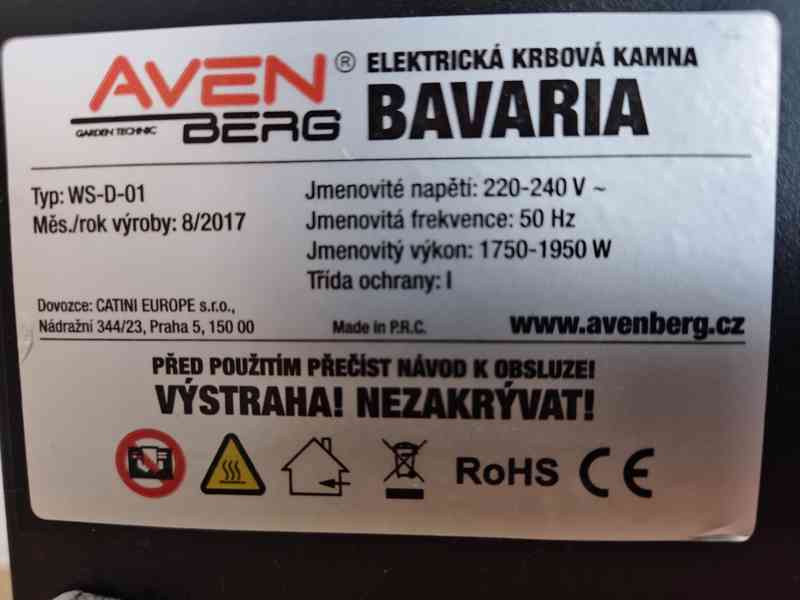 AVEN ® ELEKTRICKÁ KRBOVÁ KAMNA
GARDEN TECHNIC BERG BAVARIA
Typ: WS-D-01
Měs./rok výroby: 8/2017
Jmenovité napětí: 220-240 V ~
Jmenovitá frekvence: 50 Hz
Jmenovitý výkon: 1750-1950 W
Třída ochrany: I
Dovozce: CATINI EUROPE s.r.o.,
Nádražní 344/23, Praha 5, 150 00
Made in P.R.C.
www.avenberg.cz
PŘED POUŽITÍM PŘEČÍST NÁVOD K OBSLUZE!
VÝSTRAHA! NEZAKRÝVAT!
RoHS CE